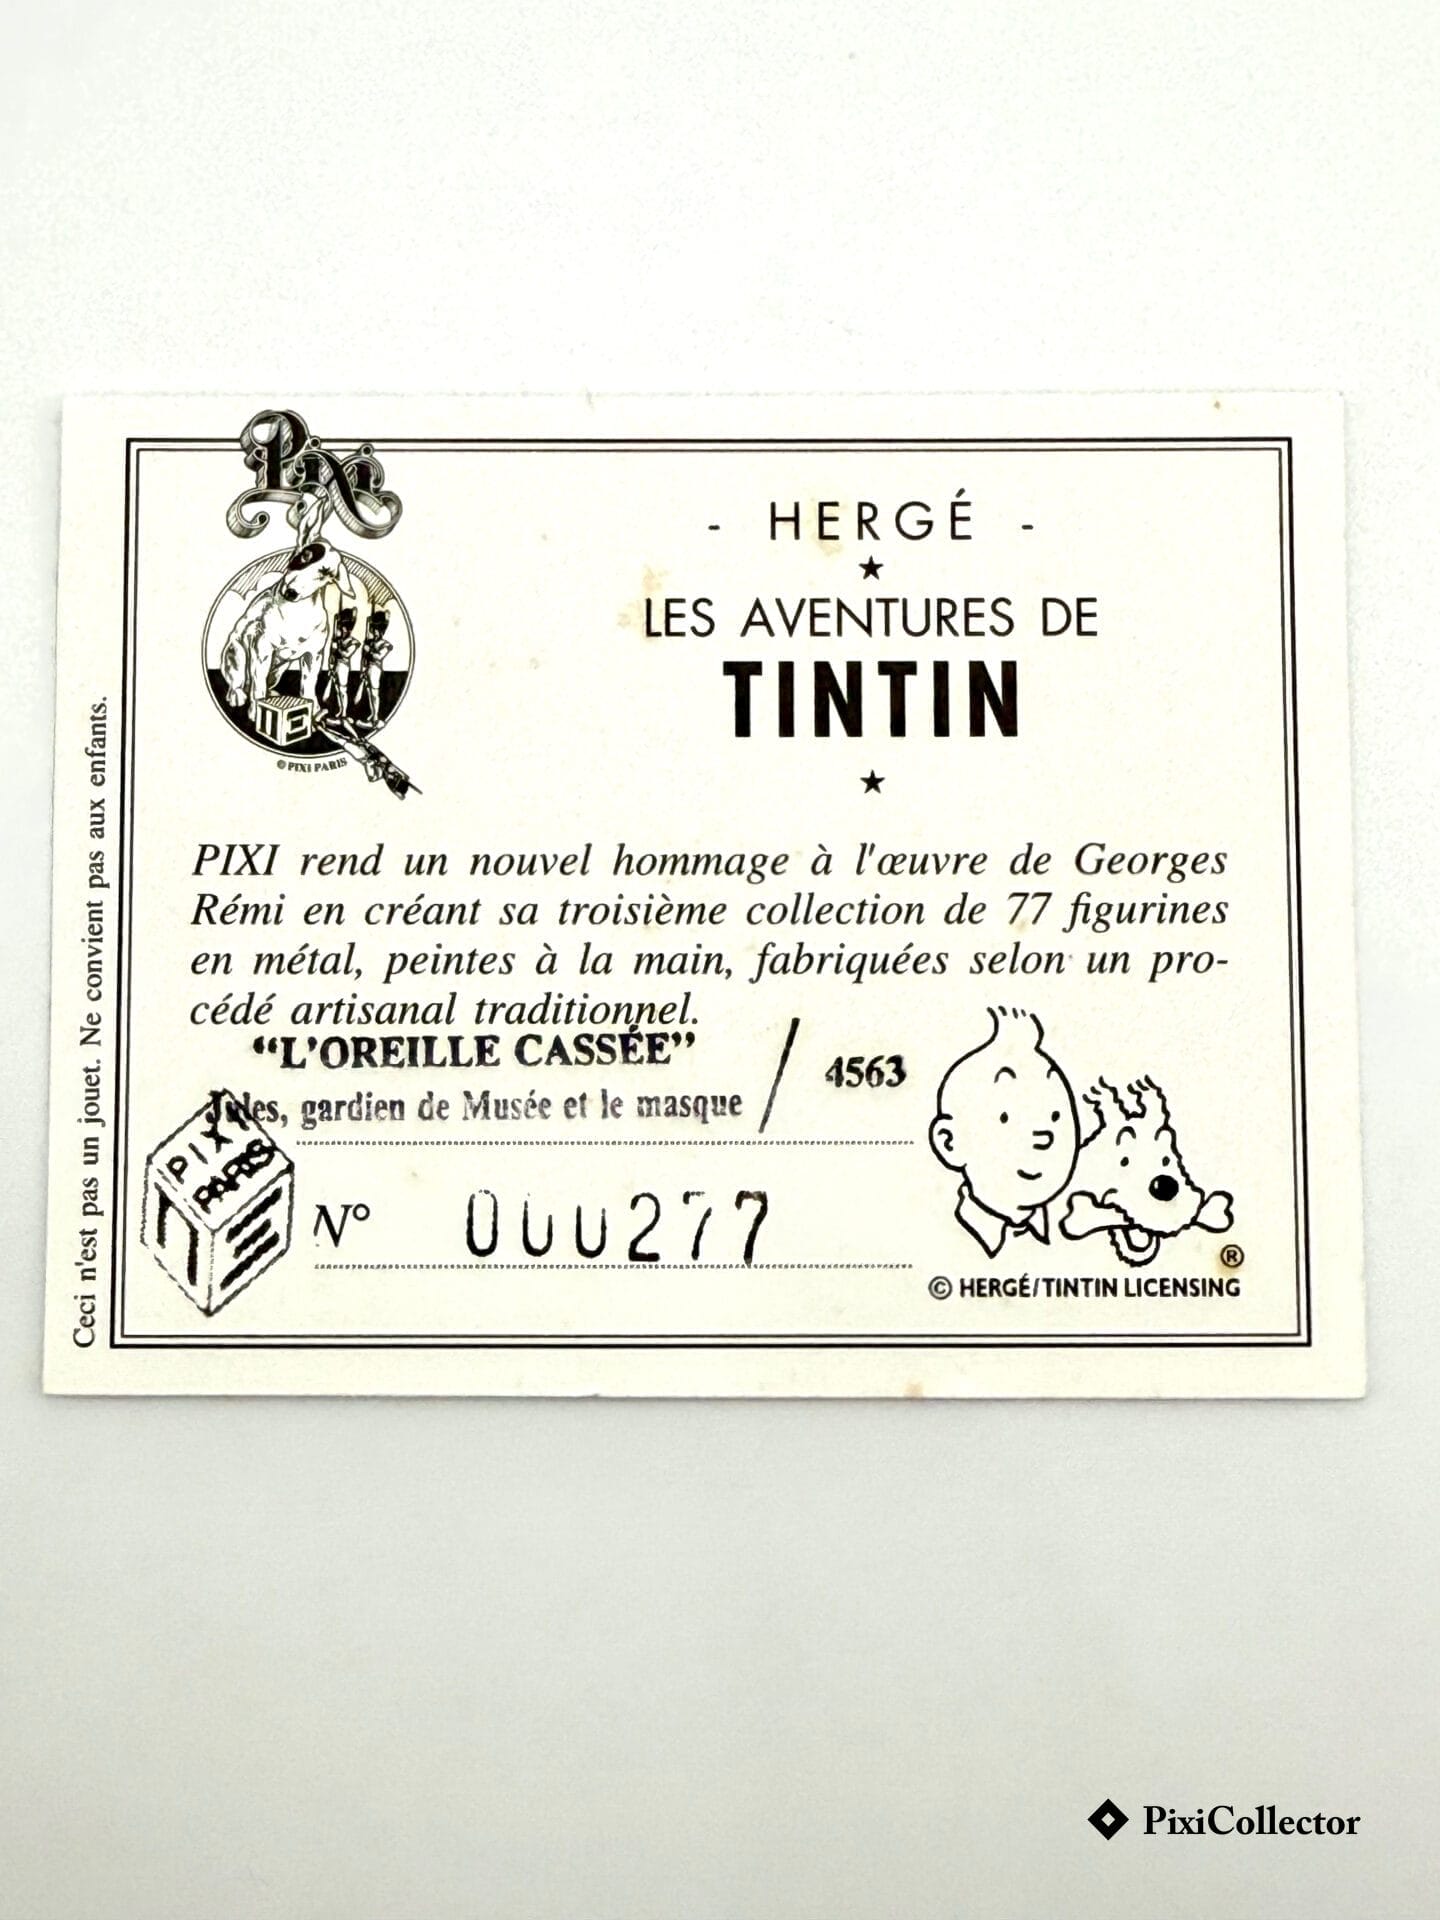 Pixi
© PIXI PARIS
- HERGÉ -
LES AVENTURES DE
TINTIN
PIXI rend un nouvel hommage à l'œuvre de Georges
Rémi en créant sa troisième collection de 77 figurines
en métal, peintes à la main, fabriquées selon un pro-
cédé artisanal traditionnel.
“L'OREILLE CASSÉE”
Jules, gardien de Musée et le masque / 4563
PIXI
PARIS
N° 000277
®
© HERGÉ/TINTIN LICENSING
Ceci n'est pas un jouet. Ne convient pas aux enfants.
PixiCollector